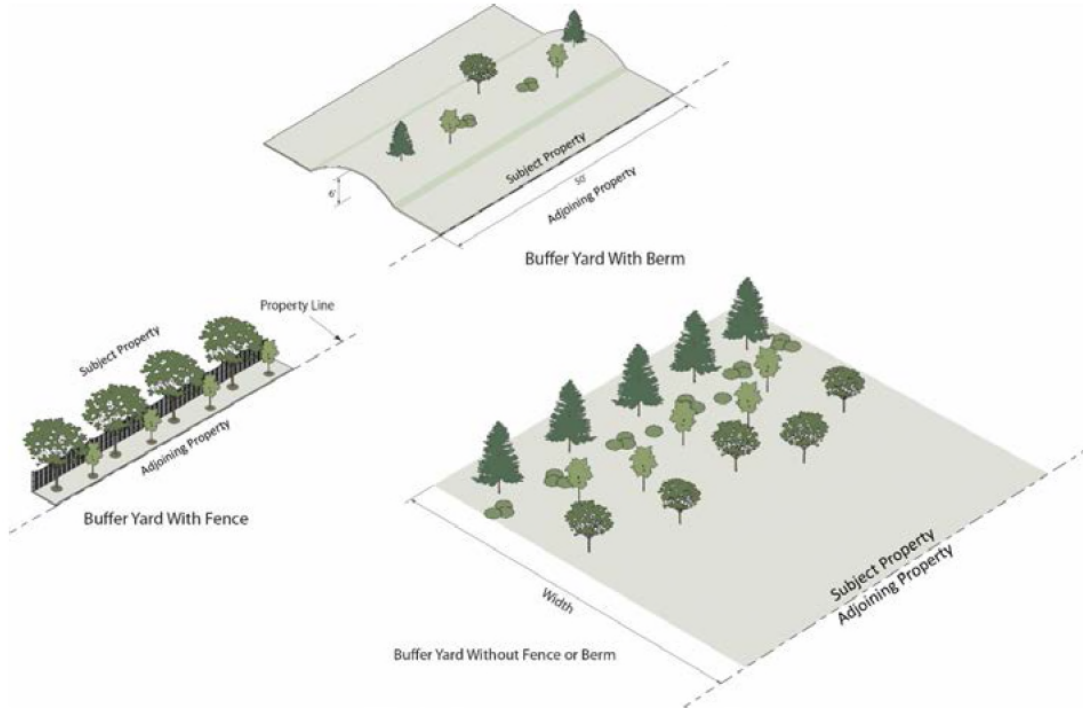 6'
Subject Property
50'
Adjoining Property
Buffer Yard With Berm
Property Line
Subject Property
Adjoining Property
Buffer Yard With Fence
Subject Property
Adjoining Property
Width
Buffer Yard Without Fence or Berm